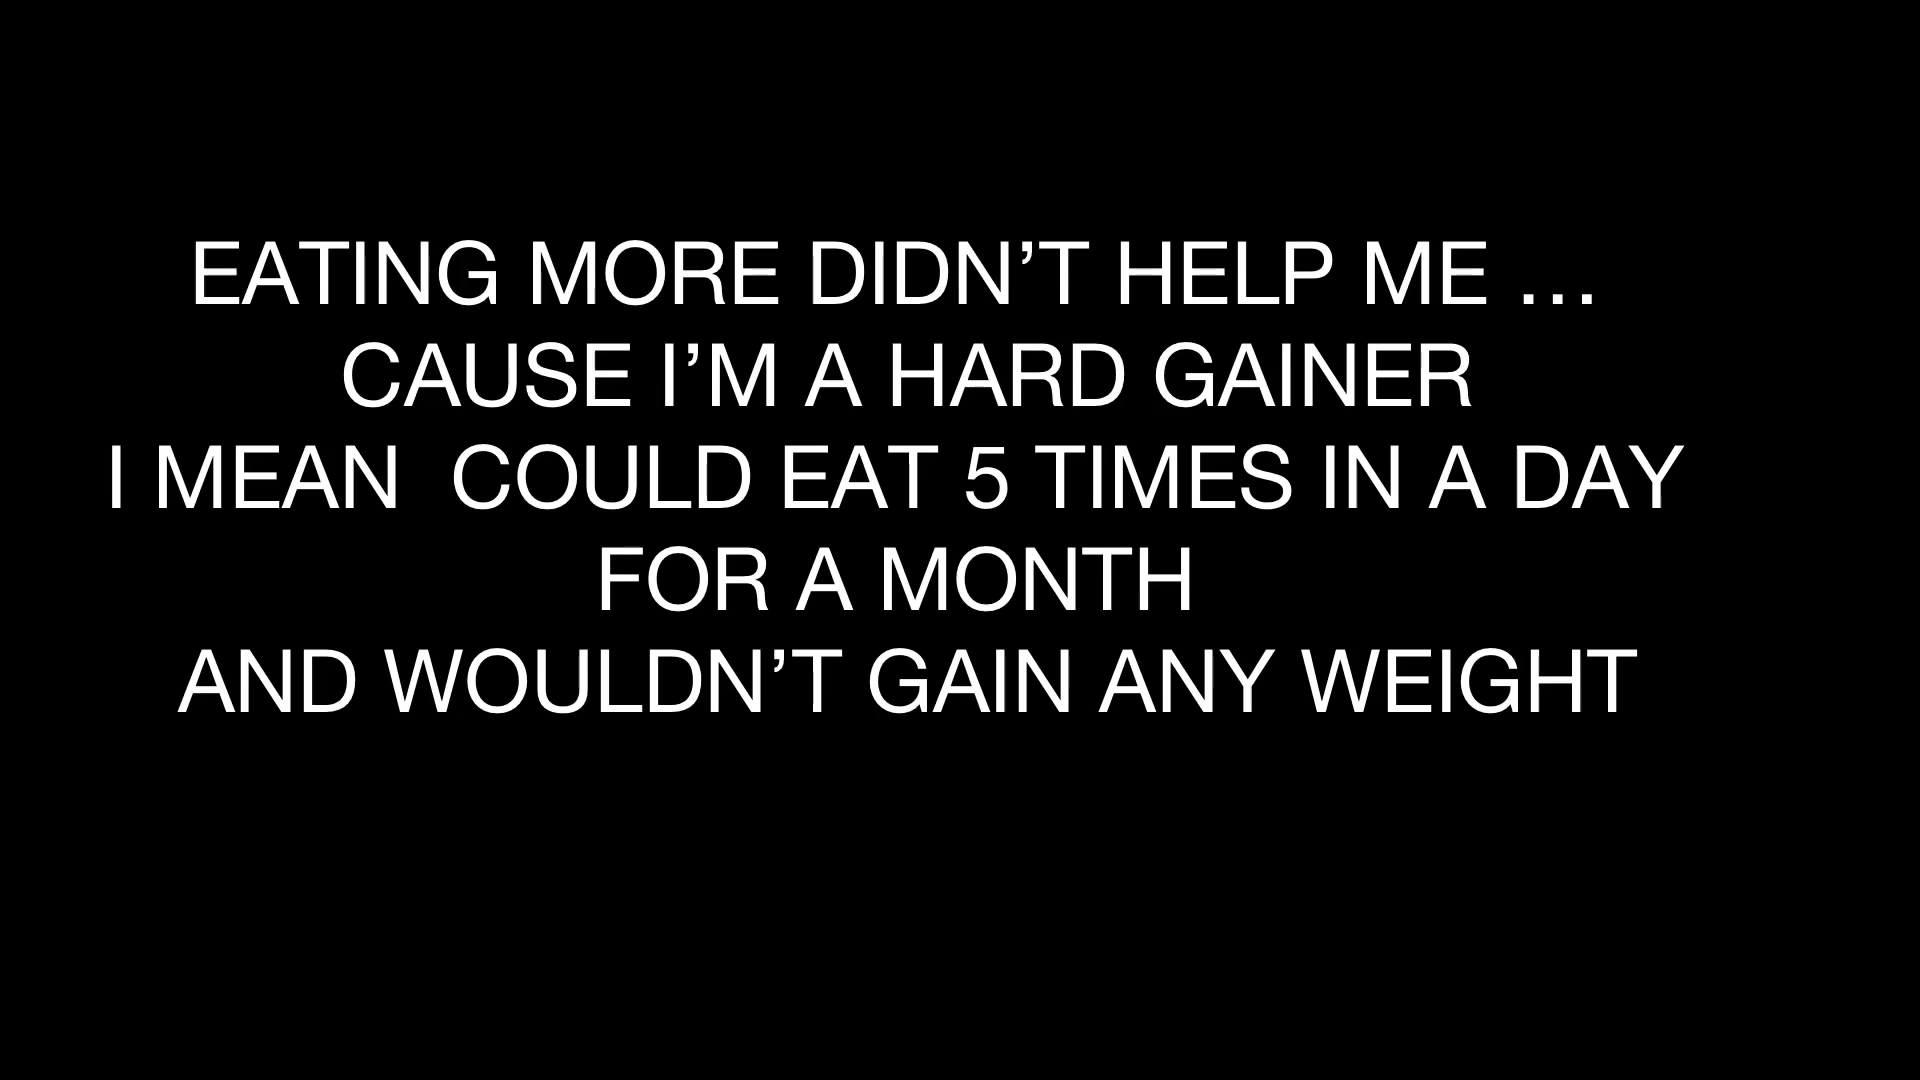 EATING MORE DIDN’T HELP ME …
CAUSE I’M A HARD GAINER
I MEAN  COULD EAT 5 TIMES IN A DAY
FOR A MONTH
AND WOULDN’T GAIN ANY WEIGHT